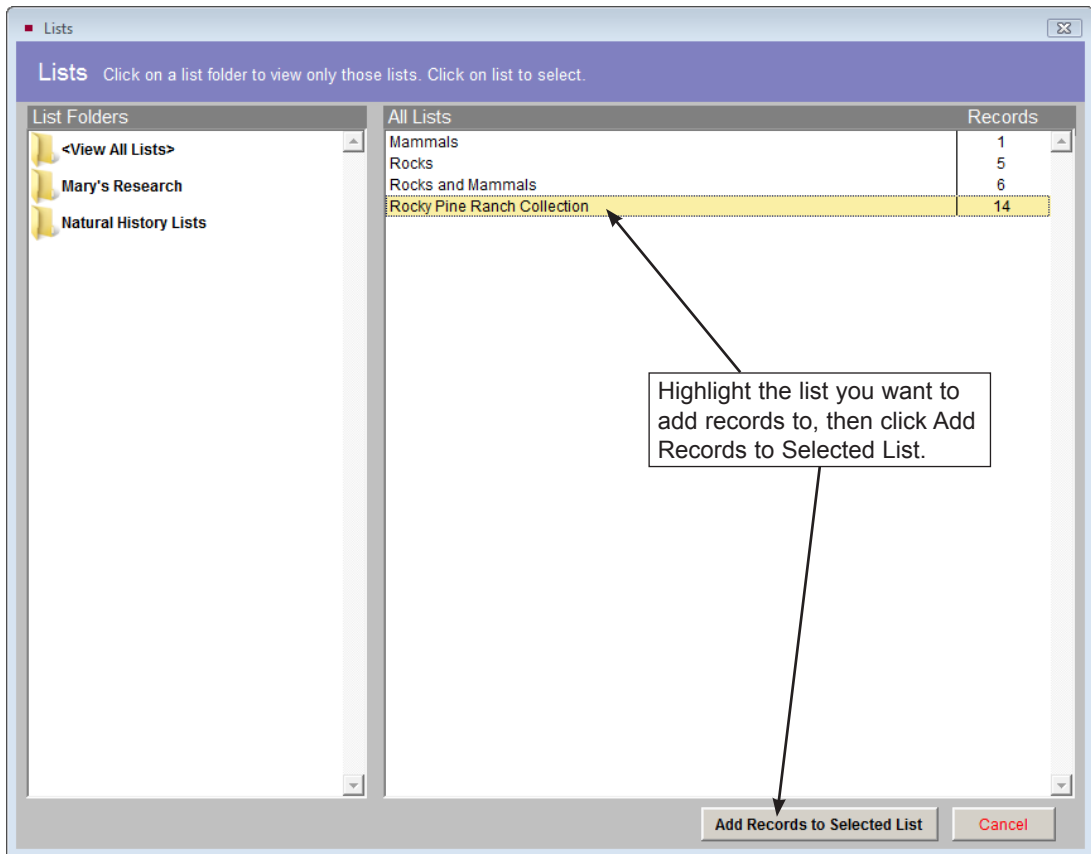 Lists
Lists Click on a list folder to view only those lists. Click on list to select.
List Folders
<View All Lists>
Mary's Research
Natural History Lists
All Lists Records
Mammals 1
Rocks 5
Rocks and Mammals 6
Rocky Pine Ranch Collection 14
Highlight the list you want to
add records to, then click Add
Records to Selected List.
Add Records to Selected List Cancel